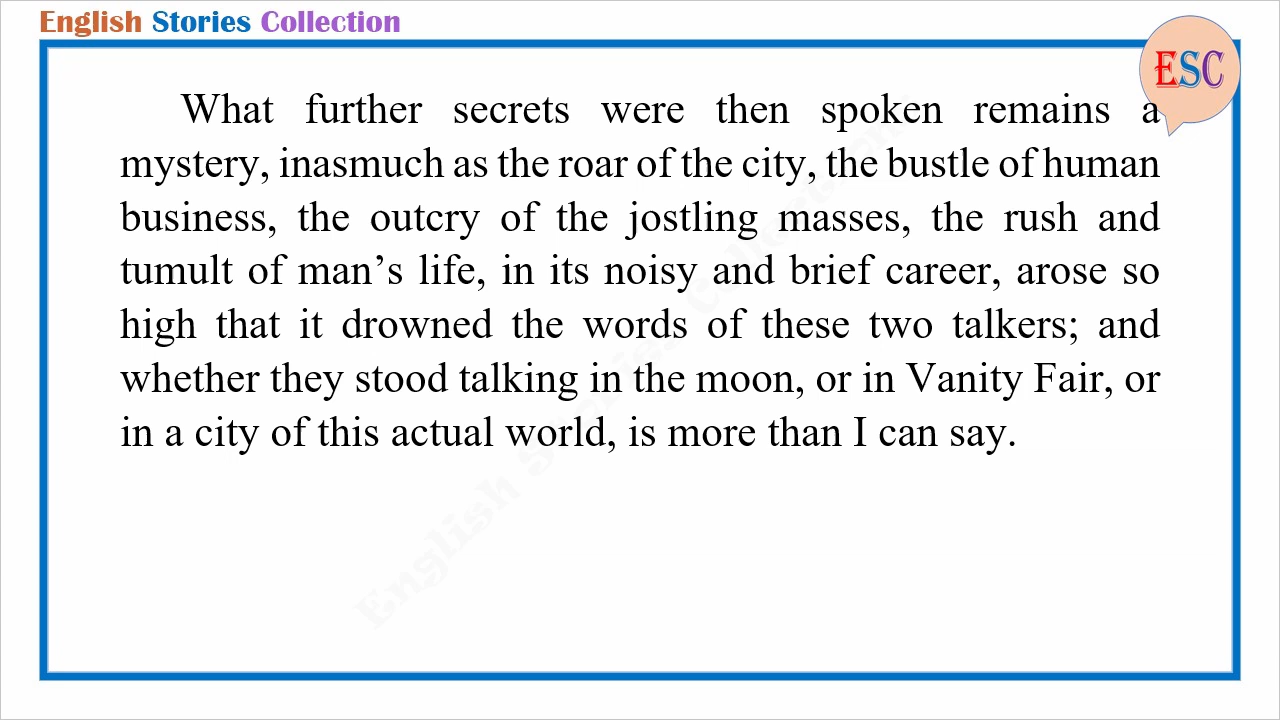 English Stories Collection
ESC
What further secrets were then spoken remains a
mystery, inasmuch as the roar of the city, the bustle of human
business, the outcry of the jostling masses, the rush and
tumult of man’s life, in its noisy and brief career, arose so
high that it drowned the words of these two talkers; and
whether they stood talking in the moon, or in Vanity Fair, or
in a city of this actual world, is more than I can say.
English Stories Collection